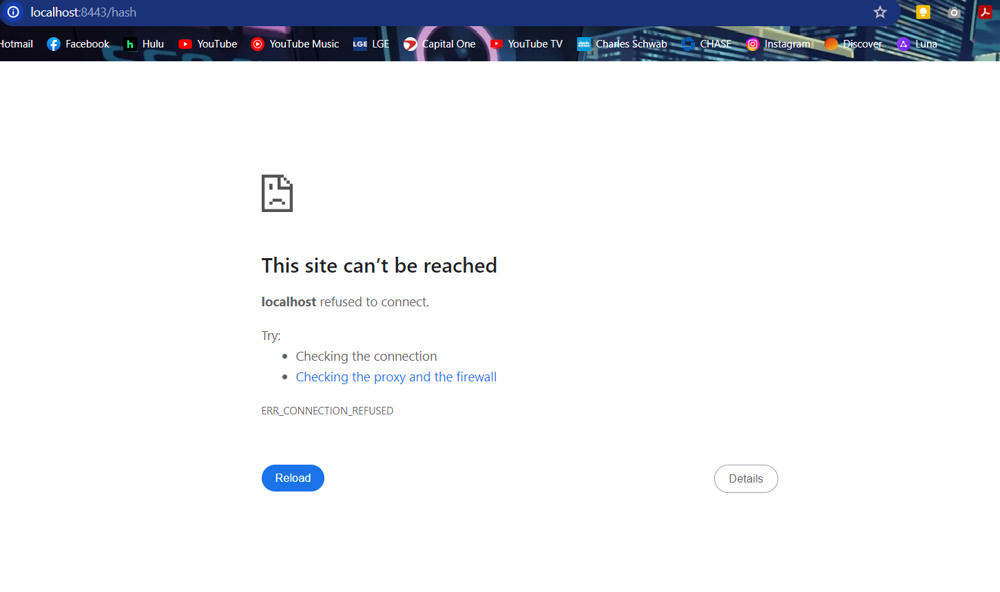 localhost:8443/hash
Hotmail Facebook h Hulu YouTube YouTube Music LGE LGE Capital One YouTube TV Charles Schwab CHASE Instagram Discover Luna
This site can’t be reached
localhost refused to connect.
Try:
Checking the connection
Checking the proxy and the firewall
ERR_CONNECTION_REFUSED
Reload Details